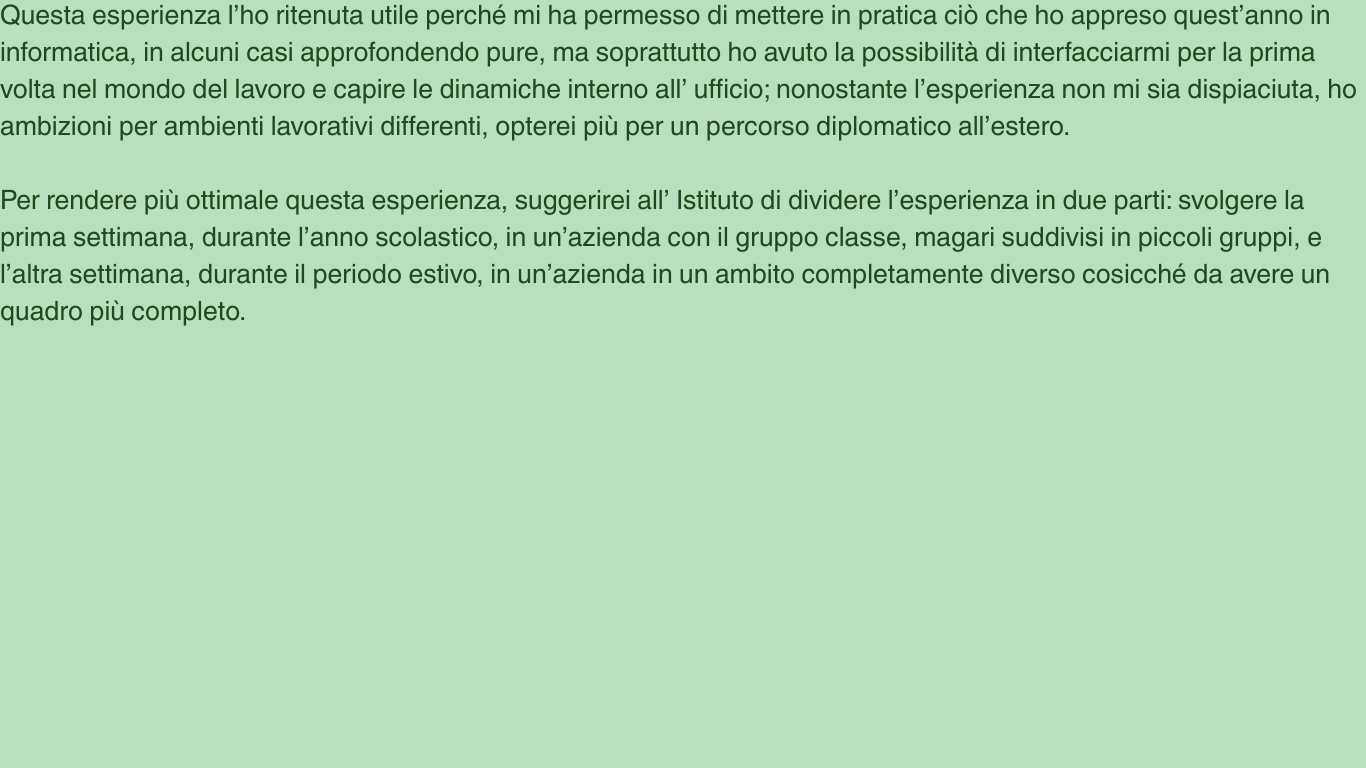 Questa esperienza l’ho ritenuta utile perché mi ha permesso di mettere in pratica ciò che ho appreso quest’anno in
informatica, in alcuni casi approfondendo pure, ma soprattutto ho avuto la possibilità di interfacciarmi per la prima
volta nel mondo del lavoro e capire le dinamiche interno all’ ufficio; nonostante l’esperienza non mi sia dispiaciuta, ho
ambizioni per ambienti lavorativi differenti, opterei più per un percorso diplomatico all’estero.
Per rendere più ottimale questa esperienza, suggerirei all’ Istituto di dividere l’esperienza in due parti: svolgere la
prima settimana, durante l’anno scolastico, in un’azienda con il gruppo classe, magari suddivisi in piccoli gruppi, e
l’altra settimana, durante il periodo estivo, in un’azienda in un ambito completamente diverso cosicché da avere un
quadro più completo.